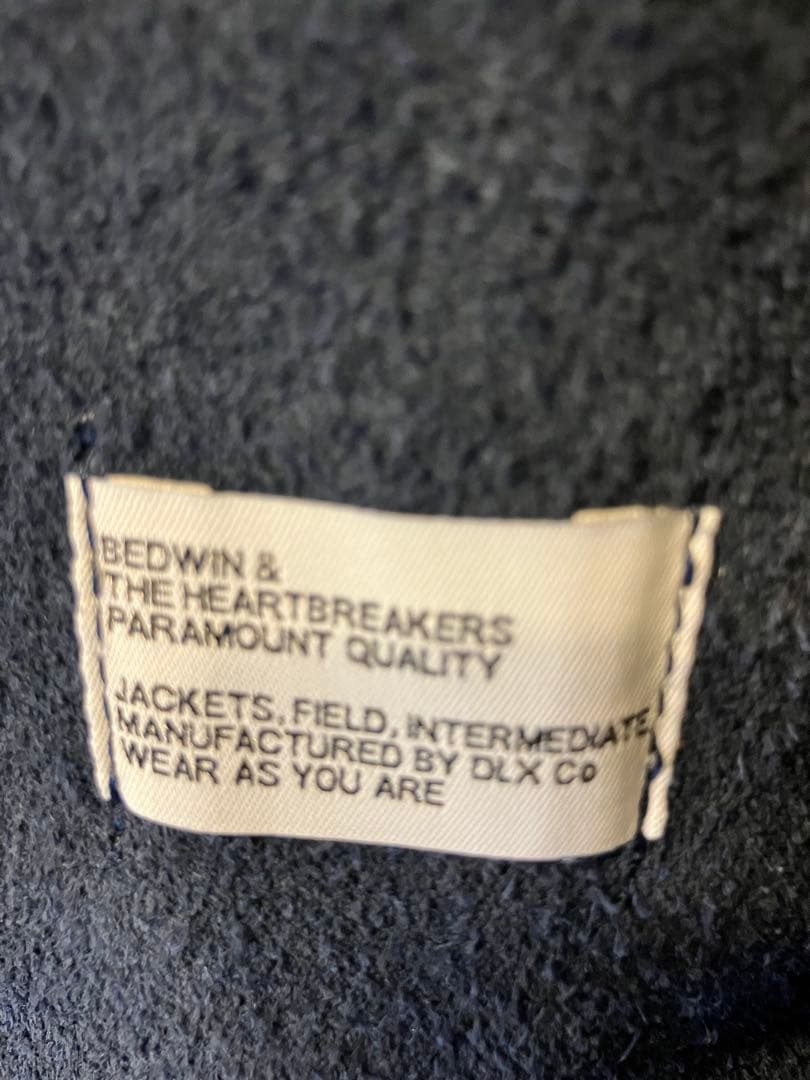 BEDWIN &
THE HEARTBREAKERS
PARAMOUNT QUALITY
JACKETS, FIELD, INTERMEDIATE
MANUFACTURED BY DLX Co
WEAR AS YOU ARE